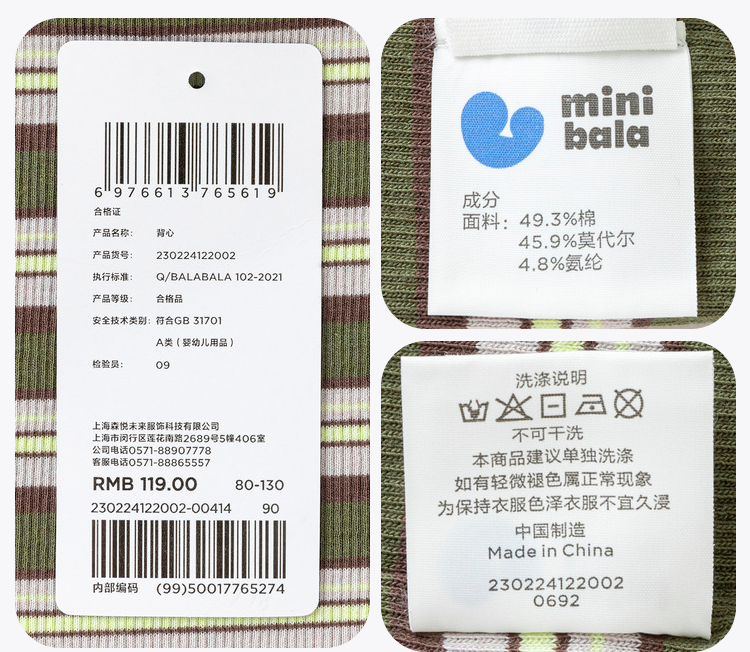 6 976613 765619
合格证
产品名称： 背心
产品货号： 230224122002
执行标准： Q/BALABALA 102-2021
产品等级： 合格品
安全技术类别：符合GB 31701
A类（婴幼儿用品）
检验员： 09
上海森悦未来服饰科技有限公司
上海市闵行区莲花南路2689号5幢406室
公司电话0571-88907778
客服电话0571-88865557
RMB 119.00 80-130
230224122002-00414 90
内部编码 (99)50017765274
mini
bala
成分
面料：49.3%棉
45.9%莫代尔
4.8%氨纶
洗涤说明
不可干洗
本商品建议单独洗涤
如有轻微褪色属正常现象
为保持衣服色泽衣服不宜久浸
中国制造
Made in China
230224122002
0692